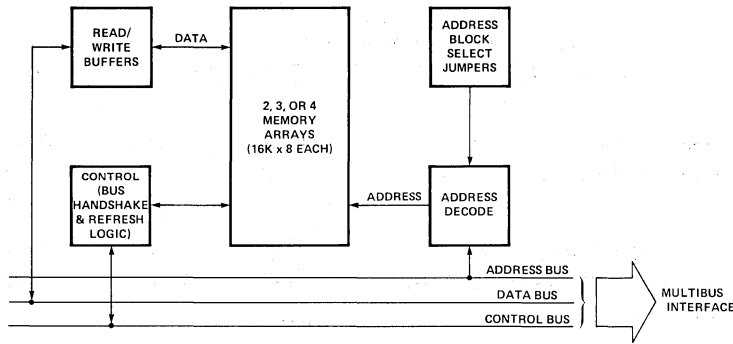 READ/
WRITE
BUFFERS
DATA
2, 3, OR 4
MEMORY
ARRAYS
(16K x 8 EACH)
ADDRESS
BLOCK
SELECT
JUMPERS
CONTROL
(BUS
HANDSHAKE
& REFRESH
LOGIC)
ADDRESS
ADDRESS
DECODE
ADDRESS BUS
DATA BUS
CONTROL BUS
MULTIBUS
INTERFACE